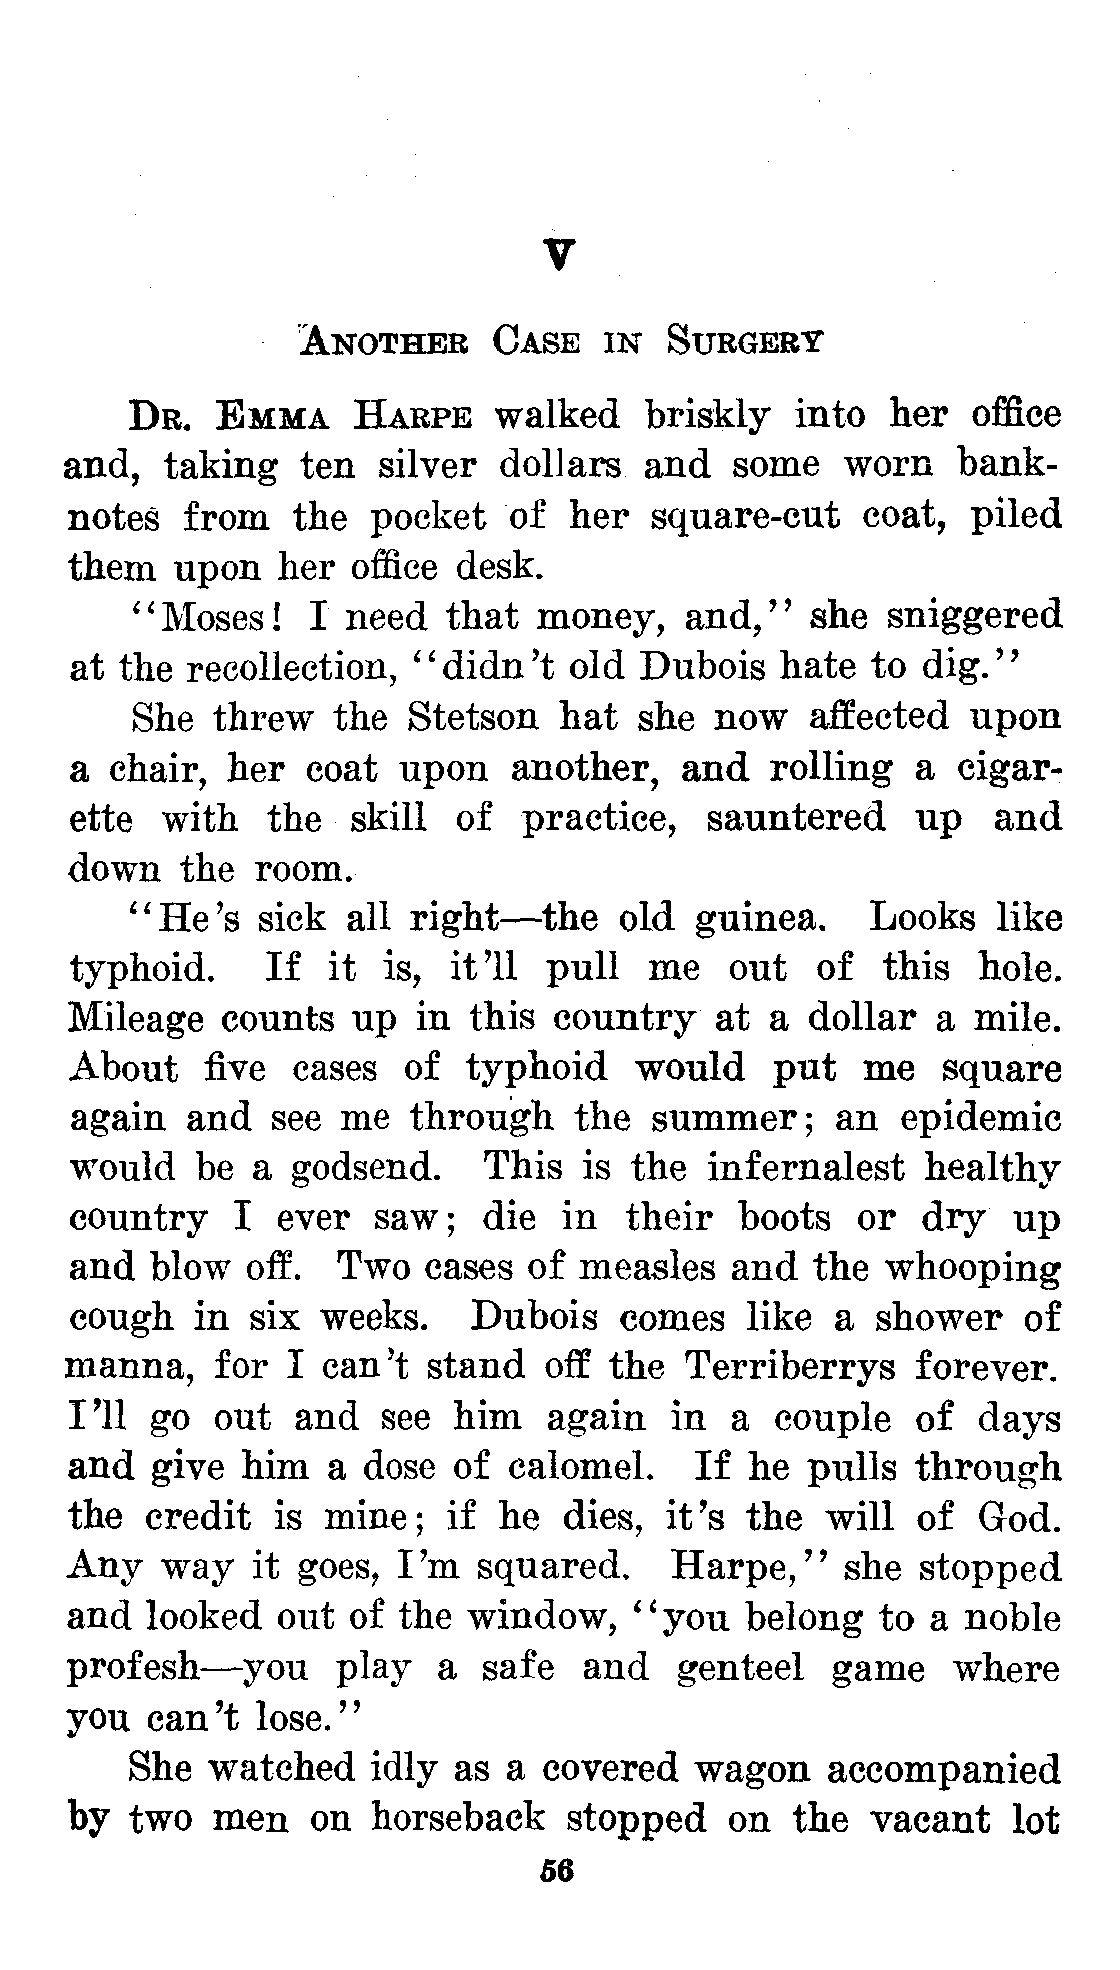 V
Another Case in Surgery
Dr. Emma Harpe walked briskly into her office
and, taking ten silver dollars and some worn bank-
notes from the pocket of her square-cut coat, piled
them upon her office desk.
“Moses! I need that money, and,” she sniggered
at the recollection, “didn’t old Dubois hate to dig.”
She threw the Stetson hat she now affected upon
a chair, her coat upon another, and rolling a cigar-
ette with the skill of practice, sauntered up and
down the room.
“He’s sick all right—the old guinea. Looks like
typhoid. If it is, it’ll pull me out of this hole.
Mileage counts up in this country at a dollar a mile.
About five cases of typhoid would put me square
again and see me through the summer; an epidemic
would be a godsend. This is the infernalest healthy
country I ever saw; die in their boots or dry up
and blow off. Two cases of measles and the whooping
cough in six weeks. Dubois comes like a shower of
manna, for I can’t stand off the Terriberrys forever.
I’ll go out and see him again in a couple of days
and give him a dose of calomel. If he pulls through
the credit is mine; if he dies, it’s the will of God.
Any way it goes, I’m squared. Harpe,” she stopped
and looked out of the window, “you belong to a noble
profesh—you play a safe and genteel game where
you can’t lose.”
She watched idly as a covered wagon accompanied
by two men on horseback stopped on the vacant lot
56